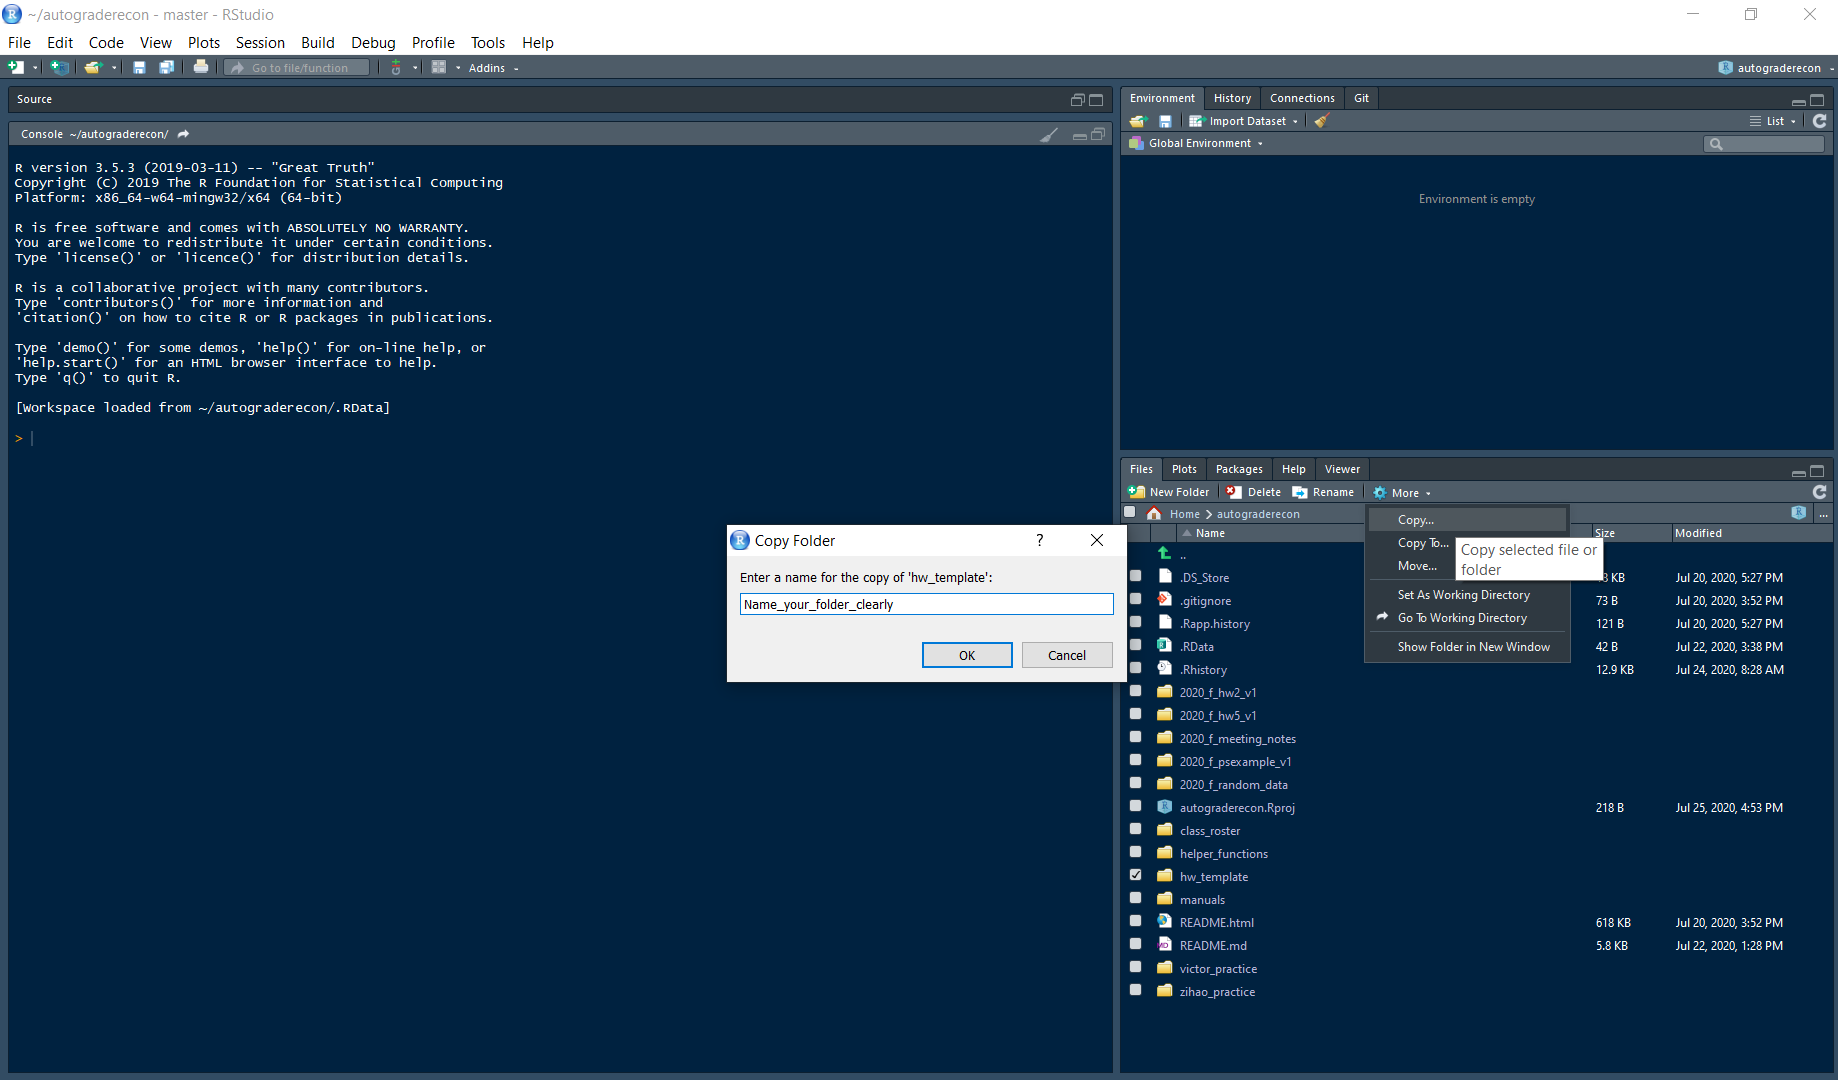 ~/autograderecon - master - RStudio
File Edit Code View Plots Session Build Debug Profile Tools Help
Go to file/function Addins autograderecon
Source
Console ~/autograderecon/
R version 3.5.3 (2019-03-11) -- "Great Truth"
Copyright (C) 2019 The R Foundation for Statistical Computing
Platform: x86_64-w64-mingw32/x64 (64-bit)
R is free software and comes with ABSOLUTELY NO WARRANTY.
You are welcome to redistribute it under certain conditions.
Type 'license()' or 'licence()' for distribution details.
R is a collaborative project with many contributors.
Type 'contributors()' for more information and
'citation()' on how to cite R or R packages in publications.
Type 'demo()' for some demos, 'help()' for on-line help, or
'help.start()' for an HTML browser interface to help.
Type 'q()' to quit R.
[Workspace loaded from ~/autograderecon/.RData]
>
Copy Folder ?
Enter a name for the copy of 'hw_template':
Name_your_folder_clearly
OK Cancel
Environment History Connections Git
Import Dataset List
Global Environment
Environment is empty
Files Plots Packages Help Viewer
New Folder Delete Rename More
Home autograderecon ...
Name Size Modified
Copy...
Copy To...
Move...
Set As Working Directory
Go To Working Directory
Show Folder in New Window
Copy selected file or
folder
..
.DS_Store KB Jul 20, 2020, 5:27 PM
.gitignore 73 B Jul 20, 2020, 3:52 PM
.Rapp.history 121 B Jul 20, 2020, 5:27 PM
.RData 42 B Jul 22, 2020, 3:38 PM
.Rhistory 12.9 KB Jul 24, 2020, 8:28 AM
2020_f_hw2_v1
2020_f_hw5_v1
2020_f_meeting_notes
2020_f_psexample_v1
2020_f_random_data
autograderecon.Rproj 218 B Jul 25, 2020, 4:53 PM
class_roster
helper_functions
hw_template
manuals
README.html 618 KB Jul 20, 2020, 3:52 PM
README.md 5.8 KB Jul 22, 2020, 1:28 PM
victor_practice
zihao_practice